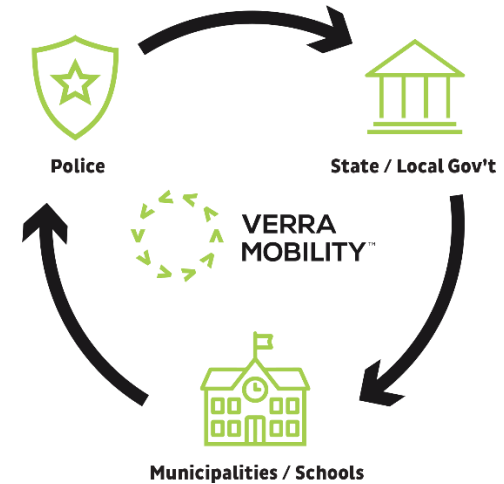 Police
State / Local Gov't
VERRA
MOBILITY™
Municipalities / Schools